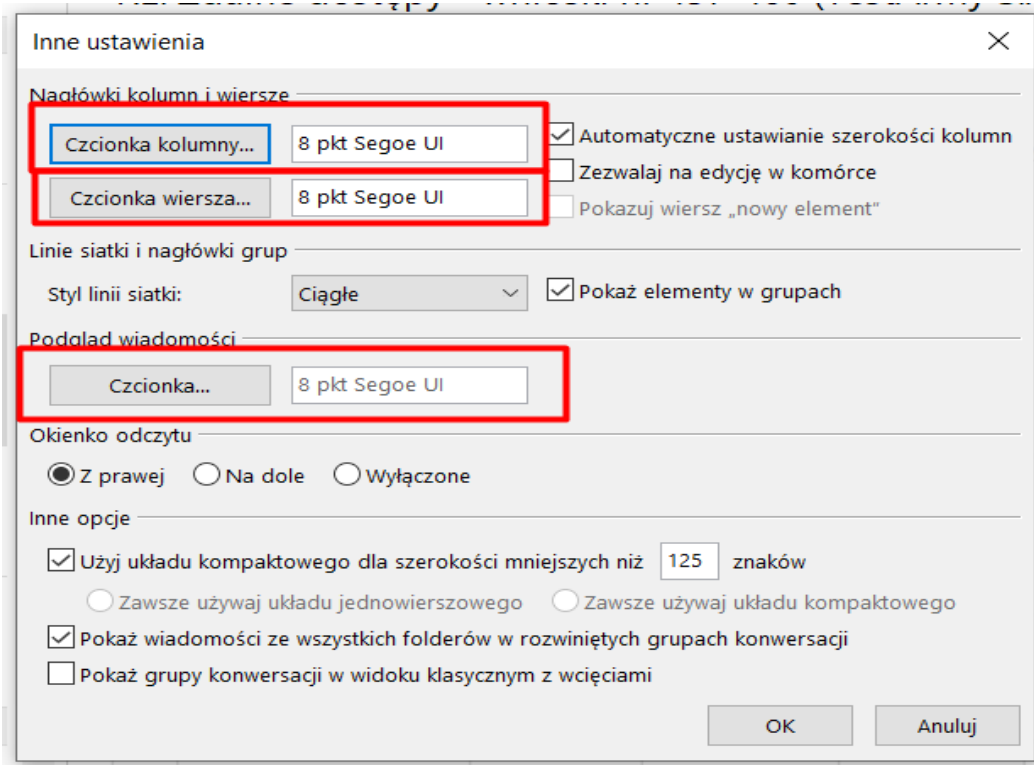 Inne ustawienia
Nagłówki kolumn i wiersze
Czcionka kolumny... 8 pkt Segoe UI
Automatyczne ustawianie szerokości kolumn
Zezwalaj na edycję w komórce
Czcionka wiersza... 8 pkt Segoe UI
Pokazuj wiersz „nowy element”
Linie siatki i nagłówki grup
Styl linii siatki: Ciągłe Pokaż elementy w grupach
Podgląd wiadomości
Czcionka... 8 pkt Segoe UI
Okienko odczytu
Z prawej Na dole Wyłączone
Inne opcje
Użyj układu kompaktowego dla szerokości mniejszych niż 125 znaków
Zawsze używaj układu jednowierszowego Zawsze używaj układu kompaktowego
Pokaż wiadomości ze wszystkich folderów w rozwiniętych grupach konwersacji
Pokaż grupy konwersacji w widoku klasycznym z wcięciami
OK Anuluj